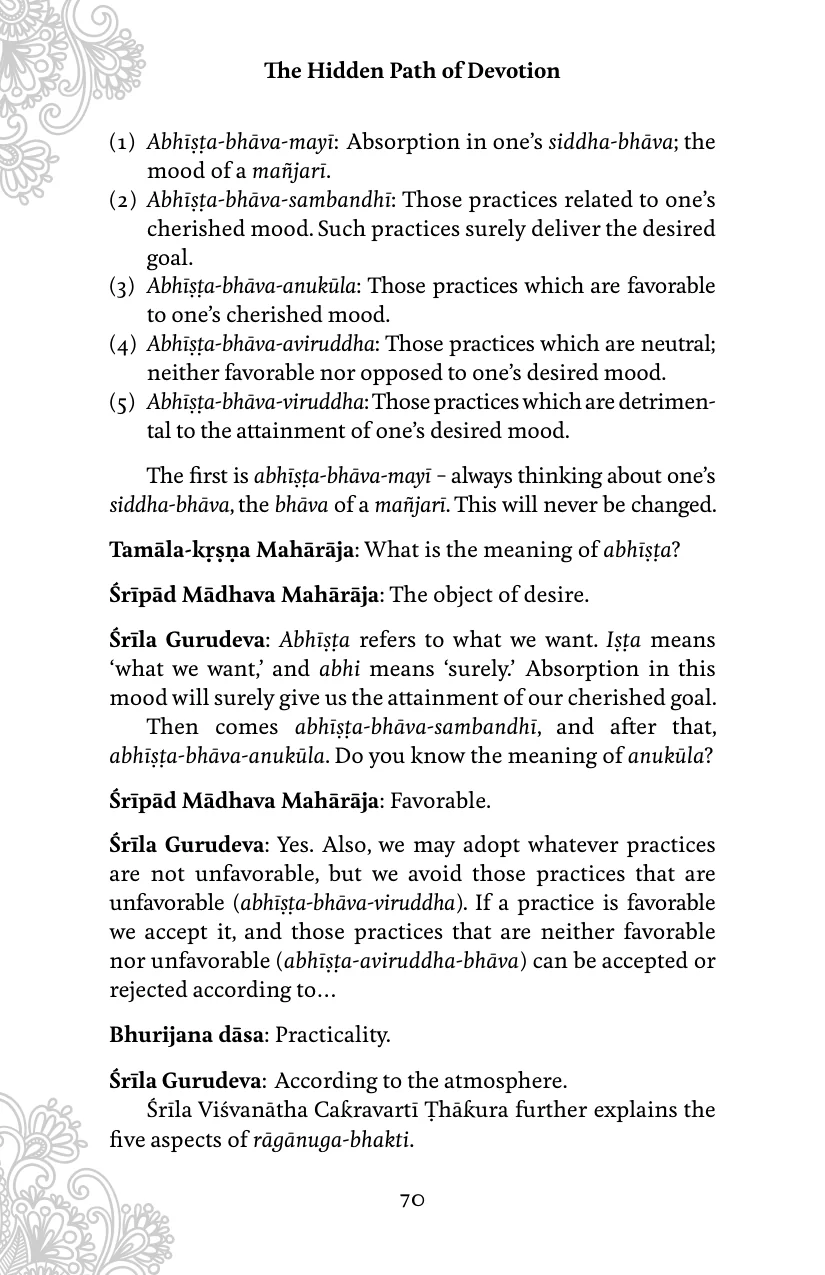 The Hidden Path of Devotion
(1) Abhīṣṭa-bhāva-mayī: Absorption in one’s siddha-bhāva; the
mood of a mañjarī.
(2) Abhīṣṭa-bhāva-sambandhī: Those practices related to one’s
cherished mood. Such practices surely deliver the desired
goal.
(3) Abhīṣṭa-bhāva-anukūla: Those practices which are favorable
to one’s cherished mood.
(4) Abhīṣṭa-bhāva-aviruddha: Those practices which are neutral;
neither favorable nor opposed to one’s desired mood.
(5) Abhīṣṭa-bhāva-viruddha: Those practices which are detrimen-
tal to the attainment of one’s desired mood.
The first is abhīṣṭa-bhāva-mayī – always thinking about one’s
siddha-bhāva, the bhāva of a mañjarī. This will never be changed.
Tamāla-kṛṣṇa Mahārāja: What is the meaning of abhīṣṭa?
Śrīpād Mādhava Mahārāja: The object of desire.
Śrīla Gurudeva: Abhīṣṭa refers to what we want. Iṣṭa means
‘what we want,’ and abhi means ‘surely.’ Absorption in this
mood will surely give us the attainment of our cherished goal.
Then comes abhīṣṭa-bhāva-sambandhī, and after that,
abhīṣṭa-bhāva-anukūla. Do you know the meaning of anukūla?
Śrīpād Mādhava Mahārāja: Favorable.
Śrīla Gurudeva: Yes. Also, we may adopt whatever practices
are not unfavorable, but we avoid those practices that are
unfavorable (abhīṣṭa-bhāva-viruddha). If a practice is favorable
we accept it, and those practices that are neither favorable
nor unfavorable (abhīṣṭa-aviruddha-bhāva) can be accepted or
rejected according to…
Bhurijana dāsa: Practicality.
Śrīla Gurudeva: According to the atmosphere.
Śrīla Viśvanātha Cakravartī Ṭhākura further explains the
five aspects of rāgānuga-bhakti.
70